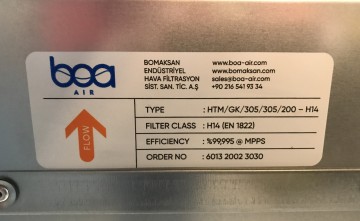 boa
AIR
BOMAKSAN
ENDÜSTRİYEL
HAVA FİLTRASYON
SİST. SAN. TİC. A.Ş
www.boa-air.com
www.bomaksan.com
sales@boa-air.com
+90 216 541 93 34
FLOW
TYPE : HTM/GK/305/305/200 – H14
FILTER CLASS : H14 (EN 1822)
EFFICIENCY : %99,995 @ MPPS
ORDER NO : 6013 2002 3030